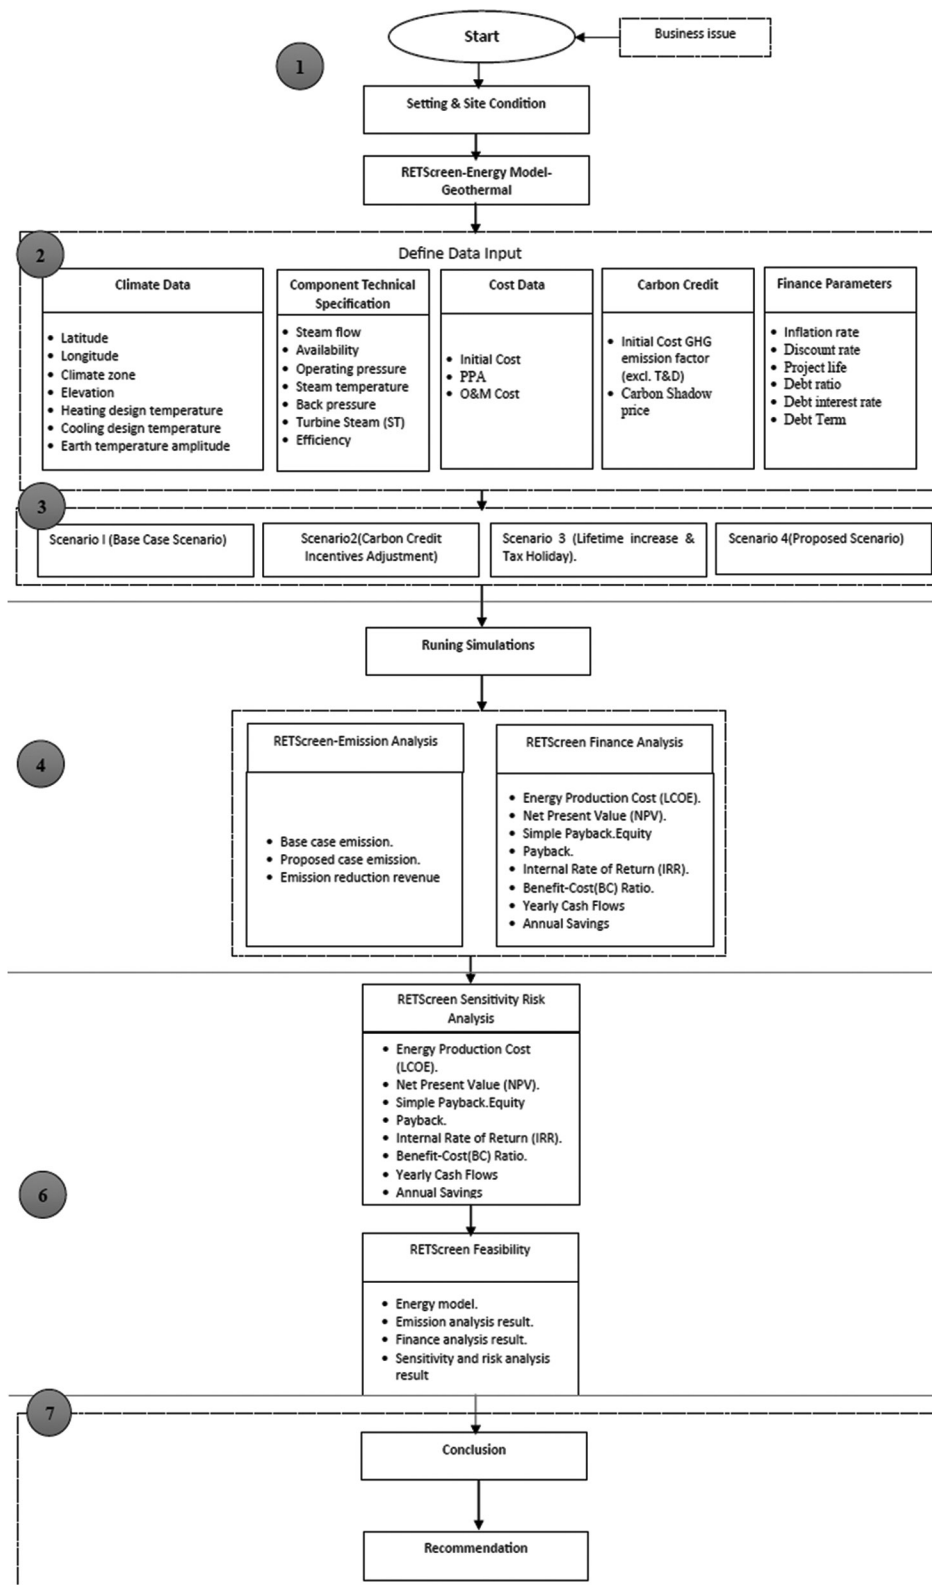 Start
Business issue
1
Setting & Site Condition
RETScreen-Energy Model-
Geothermal
2
Define Data Input
Climate Data
• Latitude
• Longitude
• Climate zone
• Elevation
• Heating design temperature
• Cooling design temperature
• Earth temperature amplitude
Component Technical
Specification
• Steam flow
• Availability
• Operating pressure
• Steam temperature
• Back pressure
• Turbine Steam (ST)
• Efficiency
Cost Data
• Initial Cost
• PPA
• O&M Cost
Carbon Credit
• Initial Cost GHG
emission factor
(excl. T&D)
• Carbon Shadow
price
Finance Parameters
• Inflation rate
• Discount rate
• Project life
• Debt ratio
• Debt interest rate
• Debt Term
3
Scenario I (Base Case Scenario)
Scenario2(Carbon Credit
Incentives Adjustment)
Scenario 3 (Lifetime increase &
Tax Holiday).
Scenario 4(Proposed Scenario)
Runing Simulations
4
RETScreen-Emission Analysis
• Base case emission.
• Proposed case emission.
• Emission reduction revenue
RETScreen Finance Analysis
• Energy Production Cost (LCOE).
• Net Present Value (NPV).
• Simple Payback.Equity
• Payback.
• Internal Rate of Return (IRR).
• Benefit-Cost(BC) Ratio.
• Yearly Cash Flows
• Annual Savings
RETScreen Sensitivity Risk
Analysis
• Energy Production Cost
(LCOE).
• Net Present Value (NPV).
• Simple Payback.Equity
• Payback.
• Internal Rate of Return (IRR).
• Benefit-Cost(BC) Ratio.
• Yearly Cash Flows
• Annual Savings
6
RETScreen Feasibility
• Energy model.
• Emission analysis result.
• Finance analysis result.
• Sensitivity and risk analysis
result
7
Conclusion
Recommendation